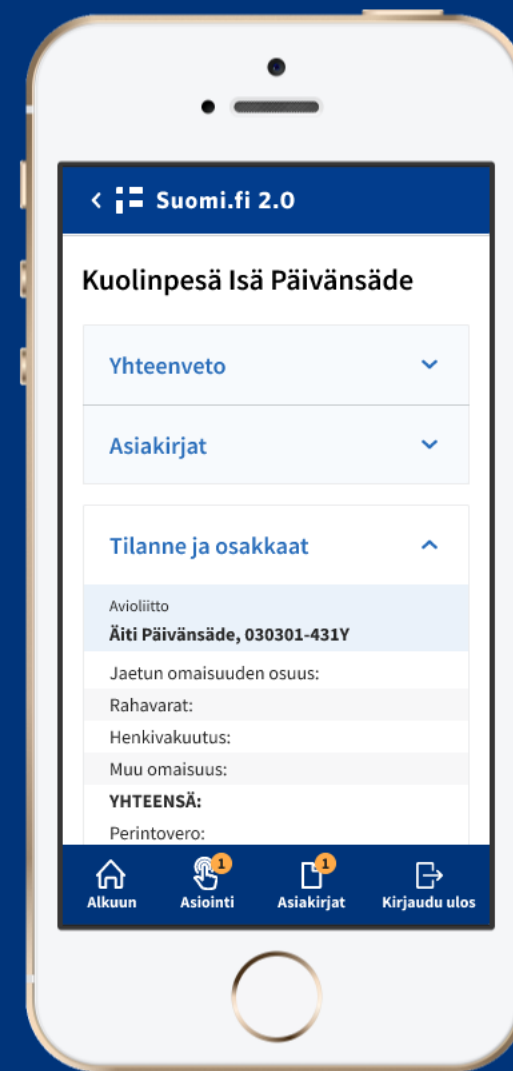 Suomi.fi 2.0
Kuolinpesä Isä Päivänsäde
Yhteenveto
Asiakirjat
Tilanne ja osakkaat
Avioliitto
Äiti Päivänsäde, 030301-431Y
Jaetun omaisuuden osuus:
Rahavarat:
Henkivakuutus:
Muu omaisuus:
YHTEENSÄ:
Perintovero:
1 1
Alkuun Asiointi Asiakirjat Kirjaudu ulos